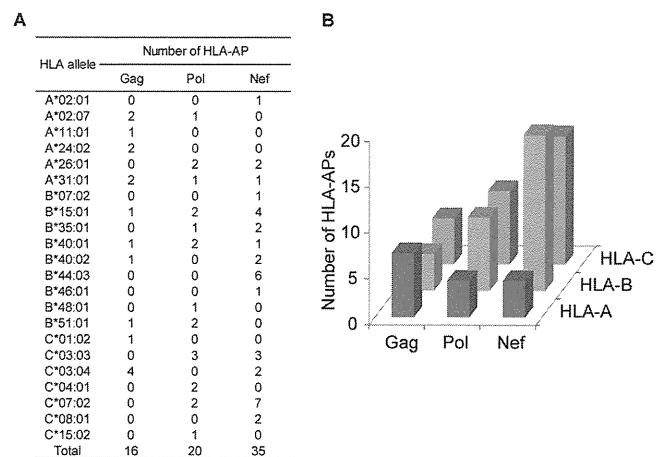 A
B
Number of HLA-AP
HLA allele
Gag Pol Nef
A*02:01 0 0 1
A*02:07 2 1 0
A*11:01 1 0 0
A*24:02 2 0 0
A*26:01 0 2 2
A*31:01 2 1 1
B*07:02 0 0 1
B*15:01 1 2 4
B*35:01 0 1 2
B*40:01 1 2 1
B*40:02 1 0 2
B*44:03 0 0 6
B*46:01 0 0 1
B*48:01 0 1 0
B*51:01 1 2 0
C*01:02 1 0 0
C*03:03 0 3 3
C*03:04 4 0 2
C*04:01 0 2 0
C*07:02 0 2 7
C*08:01 0 0 2
C*15:02 0 1 0
Total 16 20 35
Number of HLA-APs
20
15
10
5
0
Gag Pol Nef
HLA-C
HLA-B
HLA-A